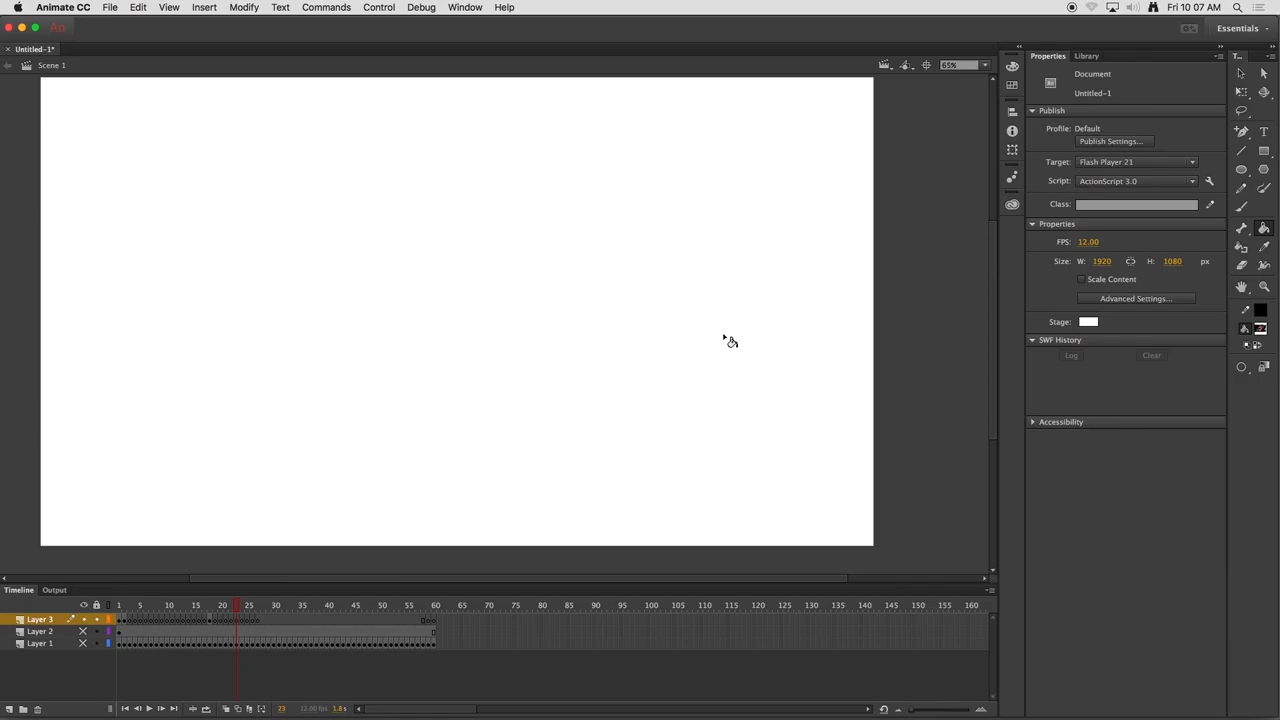 Animate CC File Edit View Insert Modify Text Commands Control Debug Window Help Fri 10 07 AM
An Essentials
Untitled-1*
Scene 1 65%
Properties Library T...
Document
Untitled-1
Publish
Profile: Default
Publish Settings...
Target: Flash Player 21
Script: ActionScript 3.0
Class:
Properties
FPS: 12.00
Size: W: 1920 H: 1080 px
Scale Content
Advanced Settings...
Stage:
SWF History
Log Clear
Accessibility
Timeline Output
1 5 10 15 20 25 30 35 40 45 50 55 60 65 70 75 80 85 90 95 100 105 110 115 120 125 130 135 140 145 150 155 160
Layer 3
Layer 2
Layer 1
23 12.00 fps 1.8s